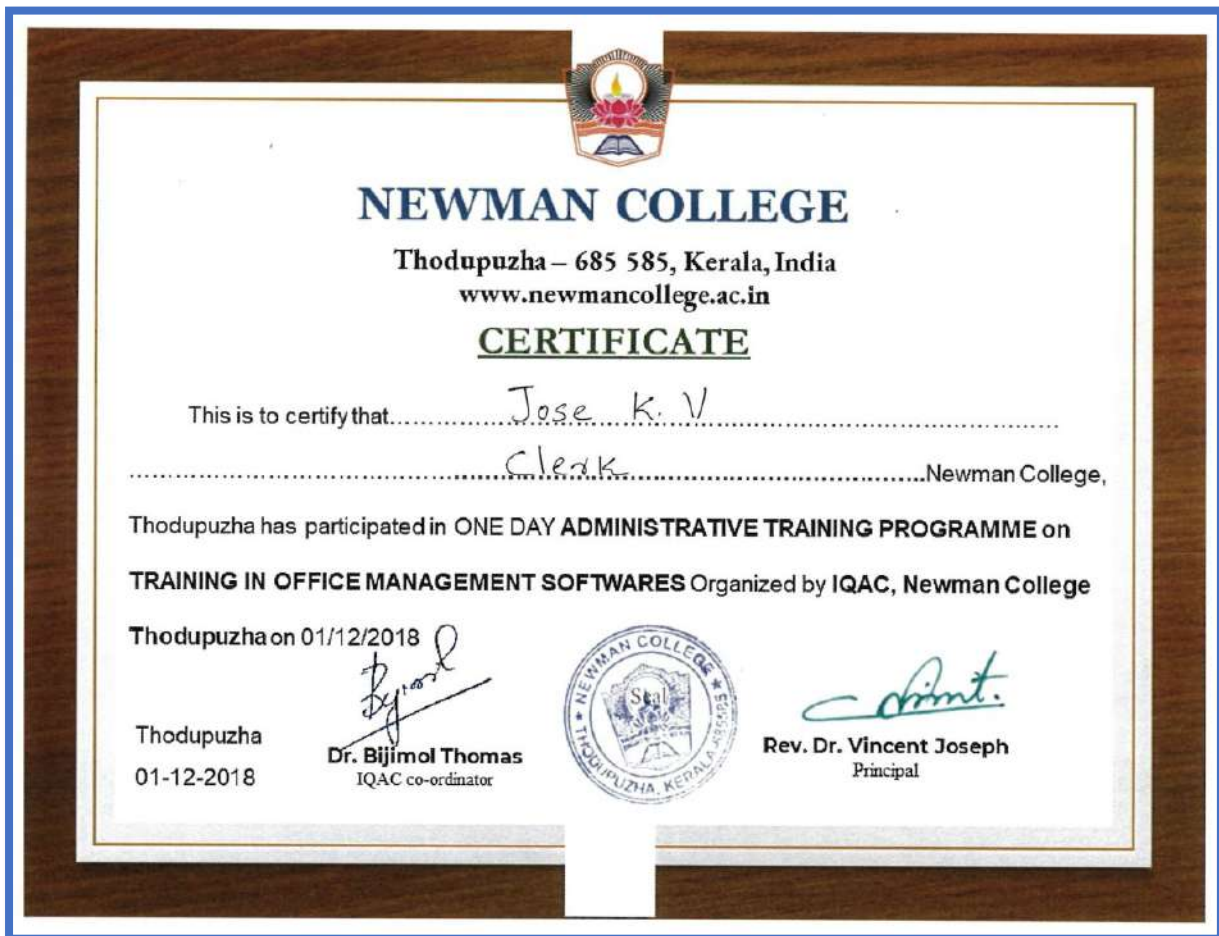 NEWMAN COLLEGE
Thodupuzha – 685 585, Kerala, India
www.newmancollege.ac.in
CERTIFICATE
This is to certify that Jose K. V
Clerk Newman College,
Thodupuzha has participated in ONE DAY ADMINISTRATIVE TRAINING PROGRAMME on
TRAINING IN OFFICE MANAGEMENT SOFTWARES Organized by IQAC, Newman College
Thodupuzha on 01/12/2018
Thodupuzha
01-12-2018
Dr. Bijimol Thomas
IQAC co-ordinator
NEWMAN COLLEGE
THODUPUZHA, KERALA-685585
Seal
Rev. Dr. Vincent Joseph
Principal